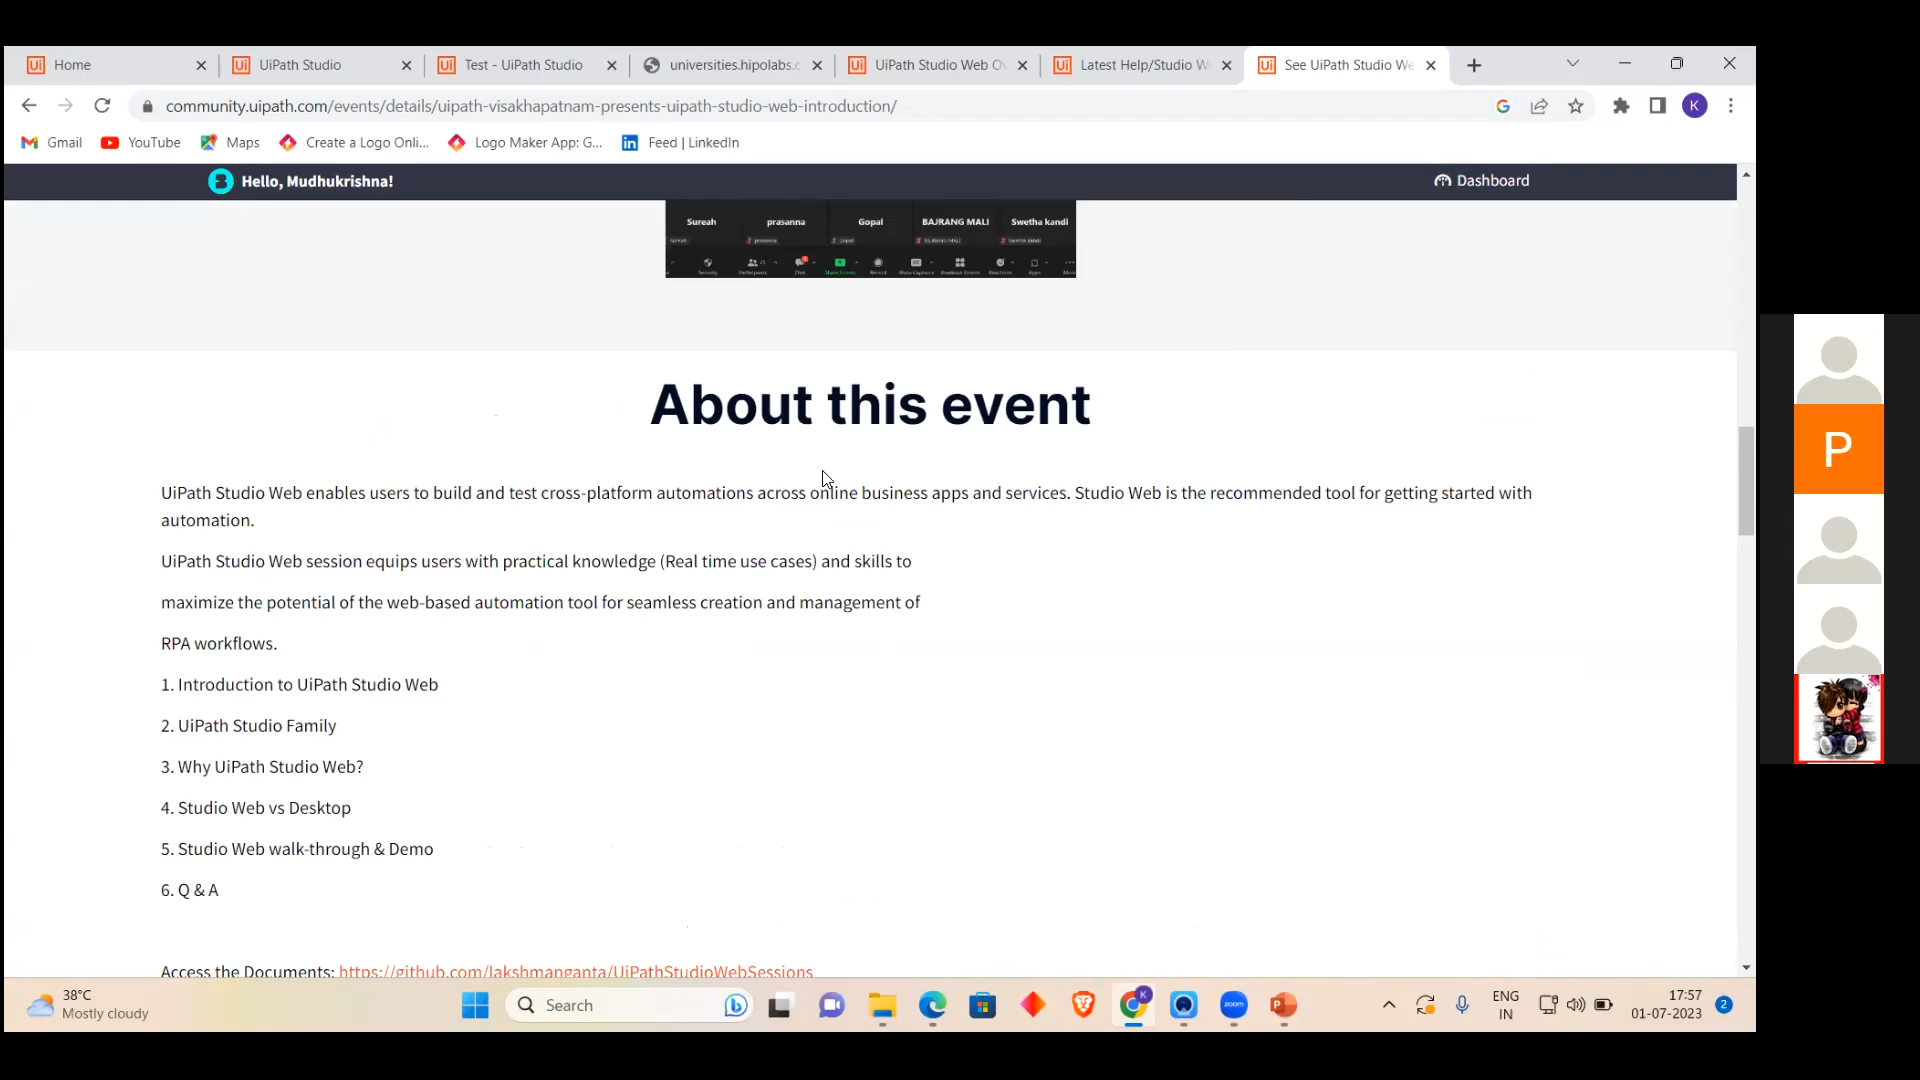 Home
UiPath Studio
Test - UiPath Studio
universities.hipolabs.c
UiPath Studio Web Ov
Latest Help/Studio W
See UiPath Studio We
community.uipath.com/events/details/uipath-visakhapatnam-presents-uipath-studio-web-introduction/
K
Gmail
YouTube
Maps
Create a Logo Onli...
Logo Maker App: G...
Feed | LinkedIn
Hello, Mudhukrishna!
Dashboard
Sureah
prasanna
Gopal
BAJRANG MALI
Swetha kandi
About this event
UiPath Studio Web enables users to build and test cross-platform automations across online business apps and services. Studio Web is the recommended tool for getting started with
automation.
UiPath Studio Web session equips users with practical knowledge (Real time use cases) and skills to
maximize the potential of the web-based automation tool for seamless creation and management of
RPA workflows.
1. Introduction to UiPath Studio Web
2. UiPath Studio Family
3. Why UiPath Studio Web?
4. Studio Web vs Desktop
5. Studio Web walk-through & Demo
6. Q & A
Access the Documents: https://github.com/lakshmanganta/UiPathStudioWebSessions
P
38°C
Mostly cloudy
Search
zoom
ENG
IN
17:57
01-07-2023
2